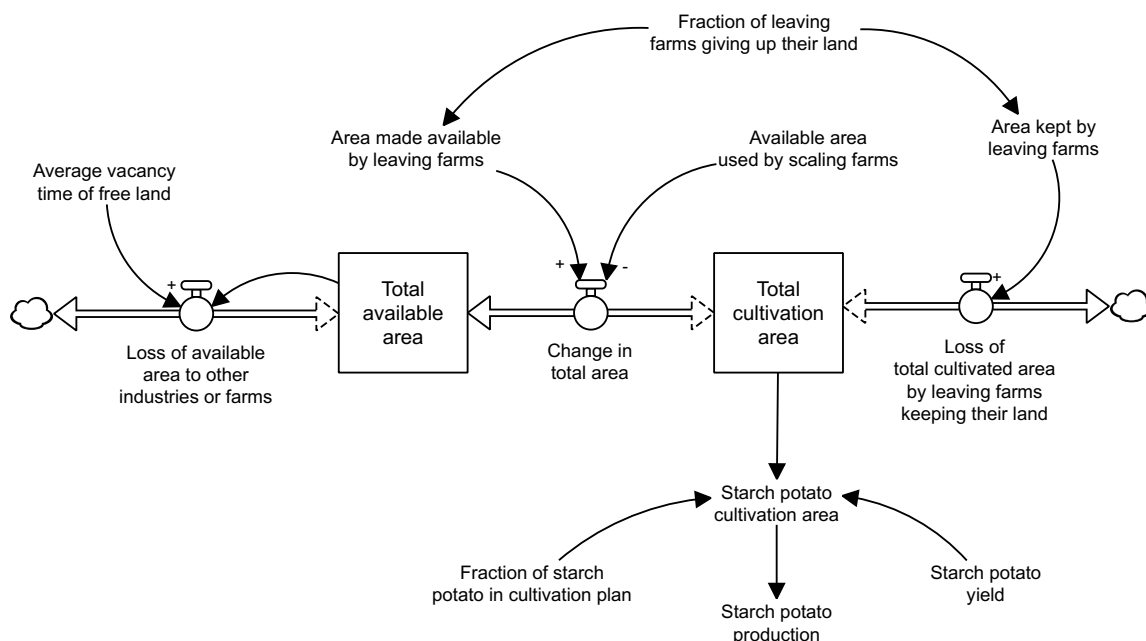 Fraction of leaving
farms giving up their land
Area made available
by leaving farms
Available area
used by scaling farms
Area kept by
leaving farms
Average vacancy
time of free land
+
+
-
+
Total
available
area
Total
cultivation
area
Loss of available
area to other
industries or farms
Change in
total area
Loss of
total cultivated area
by leaving farms
keeping their land
Starch potato
cultivation area
Fraction of starch
potato in cultivation plan
Starch potato
yield
Starch potato
production